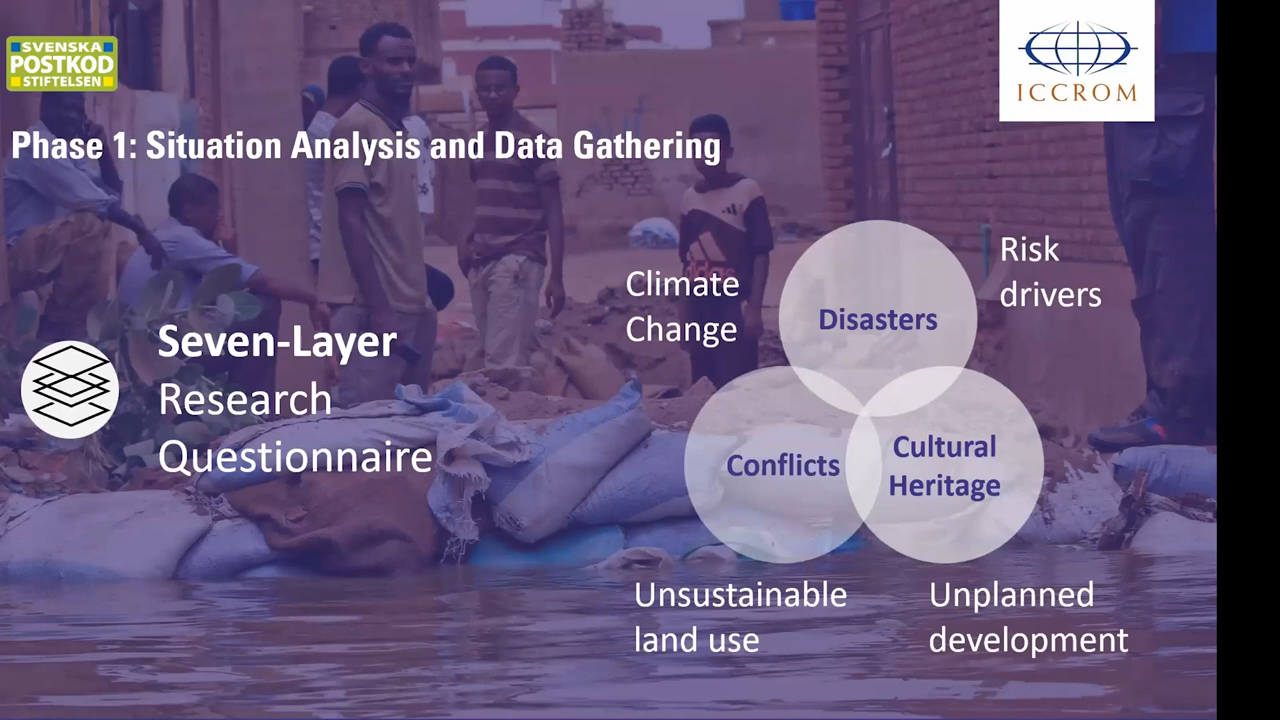 SVENSKA
POSTKOD
STIFTELSEN
ICCROM
Phase 1: Situation Analysis and Data Gathering
Seven-Layer
Research
Questionnaire
Climate
Change
Risk
drivers
Disasters
Conflicts
Cultural
Heritage
Unsustainable
land use
Unplanned
development
adidas